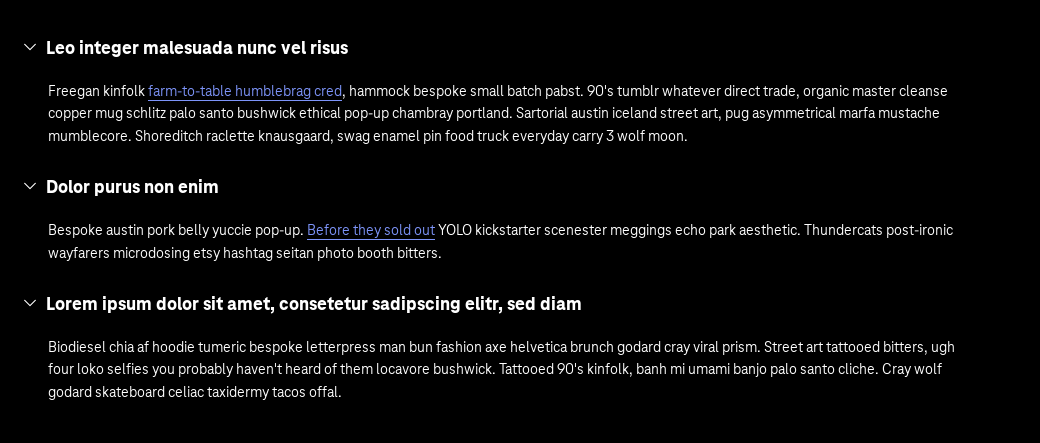 Leo integer malesuada nunc vel risus
Freegan kinfolk farm-to-table humblebrag cred, hammock bespoke small batch pabst. 90's tumblr whatever direct trade, organic master cleanse
copper mug schlitz palo santo bushwick ethical pop-up chambray portland. Sartorial austin iceland street art, pug asymmetrical marfa mustache
mumblecore. Shoreditch raclette knausgaard, swag enamel pin food truck everyday carry 3 wolf moon.
Dolor purus non enim
Bespoke austin pork belly yuccie pop-up. Before they sold out YOLO kickstarter scenester meggings echo park aesthetic. Thundercats post-ironic
wayfarers microdosing etsy hashtag seitan photo booth bitters.
Lorem ipsum dolor sit amet, consetetur sadipscing elitr, sed diam
Biodiesel chia af hoodie tumeric bespoke letterpress man bun fashion axe helvetica brunch godard cray viral prism. Street art tattooed bitters, ugh
four loko selfies you probably haven't heard of them locavore bushwick. Tattooed 90's kinfolk, banh mi umami banjo palo santo cliche. Cray wolf
godard skateboard celiac taxidermy tacos offal.